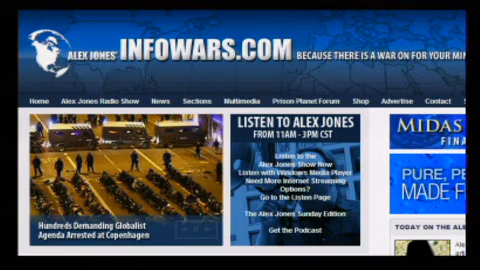 ALEX JONES' INFOWARS.COM BECAUSE THERE IS A WAR ON FOR YOUR MIN
Home Alex Jones Radio Show News Sections Multimedia Prison Planet Forum Shop Advertise Contact
LISTEN TO ALEX JONES
FROM 11AM - 3PM CST
Listen to the
Alex Jones Show Now
Listen with Windows Media Player
Need More Internet Streaming
Options?
Go to the Listen Page
The Alex Jones Sunday Edition
Get the Podcast
Hundreds Demanding Globalist
Agenda Arrested at Copenhagen
MIDAS
FINA
PURE, PE
MADE F
TODAY ON THE ALE